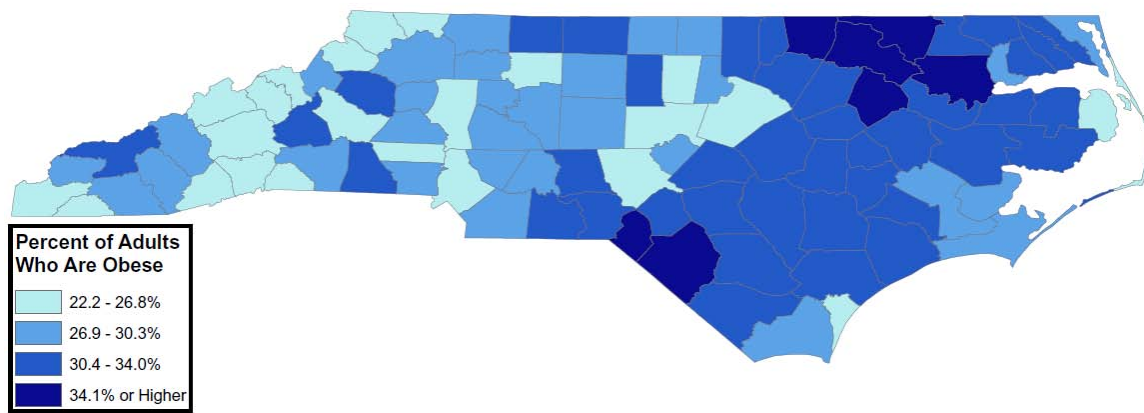 Percent of Adults
Who Are Obese
22.2 - 26.8%
26.9 - 30.3%
30.4 - 34.0%
34.1% or Higher